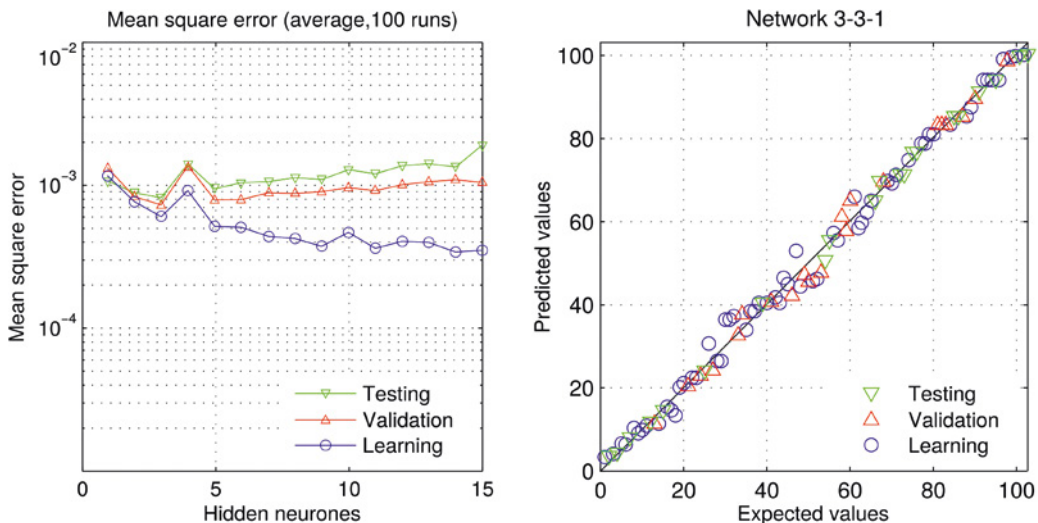 Mean square error (average,100 runs)
10⁻²
10⁻³
10⁻⁴
Mean square error
Testing
Validation
Learning
0
5
10
15
Hidden neurones
Network 3-3-1
100
80
60
40
20
0
Predicted values
Testing
Validation
Learning
0
20
40
60
80
100
Expected values